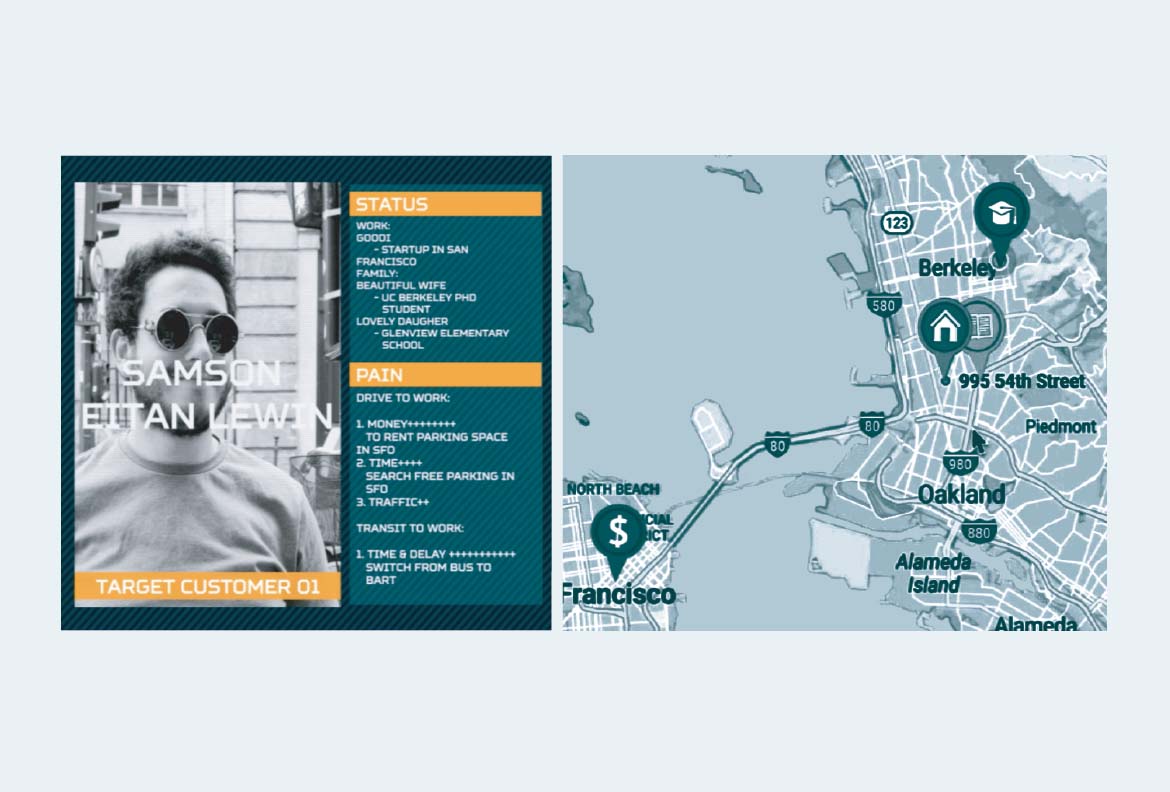 SAMSON
EITAN LEWIN
TARGET CUSTOMER 01
STATUS
WORK:
GOODI
- STARTUP IN SAN
FRANCISCO
FAMILY:
BEAUTIFUL WIFE
- UC BERKELEY PHD
STUDENT
LOVELY DAUGHER
- GLENVIEW ELEMENTARY
SCHOOL
PAIN
DRIVE TO WORK:
1. MONEY++++++++
TO RENT PARKING SPACE
IN SFO
2. TIME++++
SEARCH FREE PARKING IN
SFO
3. TRAFFIC++
TRANSIT TO WORK:
1. TIME & DELAY +++++++++++
SWITCH FROM BUS TO
BART
123
Berkeley
580
995 54th Street
Piedmont
80
80
980
NORTH BEACH
Oakland
$
CIAL
RICT
880
Alameda
Island
Francisco
Alameda